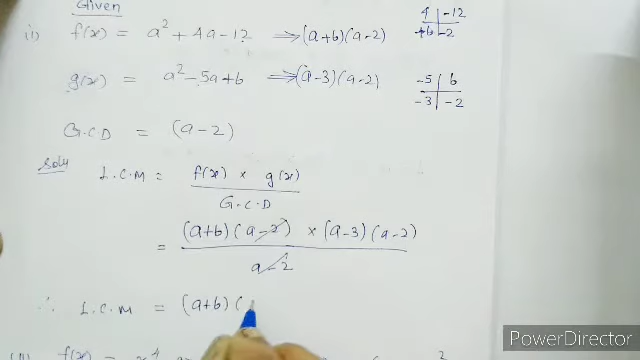 Given
ii) f(x) = a² + 4a - 12 ⟹ (a+6)(a-2)
4 | -12
+6 | -2
g(x) = a² - 5a + 6 ⟹ (a-3)(a-2)
-5 | 6
-3 | -2
G.C.D = (a-2)
Soln
L.C.M = f(x) × g(x) / G.C.D
= (a+6)(a-2) × (a-3)(a-2) / a-2
∴ L.C.M = (a+6)(
PowerDirector